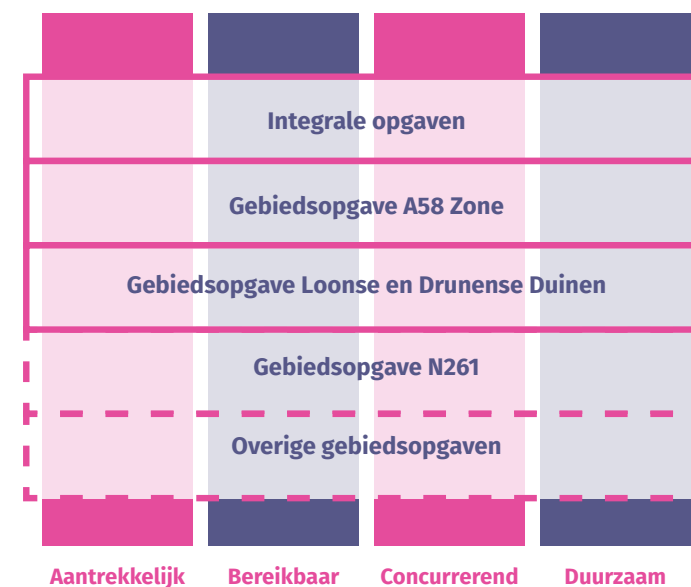 Integrale opgaven
Gebiedsopgave A58 Zone
Gebiedsopgave Loonse en Drunense Duinen
Gebiedsopgave N261
Overige gebiedsopgaven
Aantrekkelijk Bereikbaar Concurrerend Duurzaam